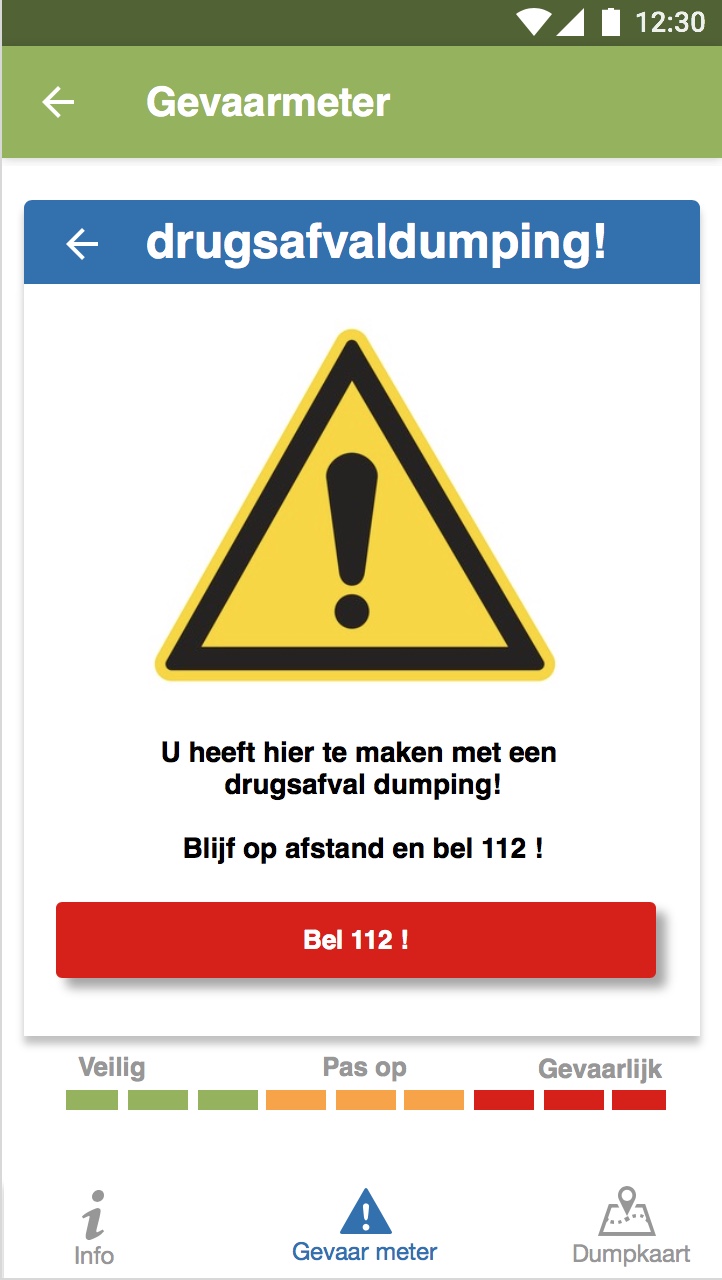 12:30
Gevaarmeter
drugsafvaldumping!
U heeft hier te maken met een
drugsafval dumping!
Blijf op afstand en bel 112 !
Bel 112 !
Veilig Pas op Gevaarlijk
Info Gevaar meter Dumpkaart